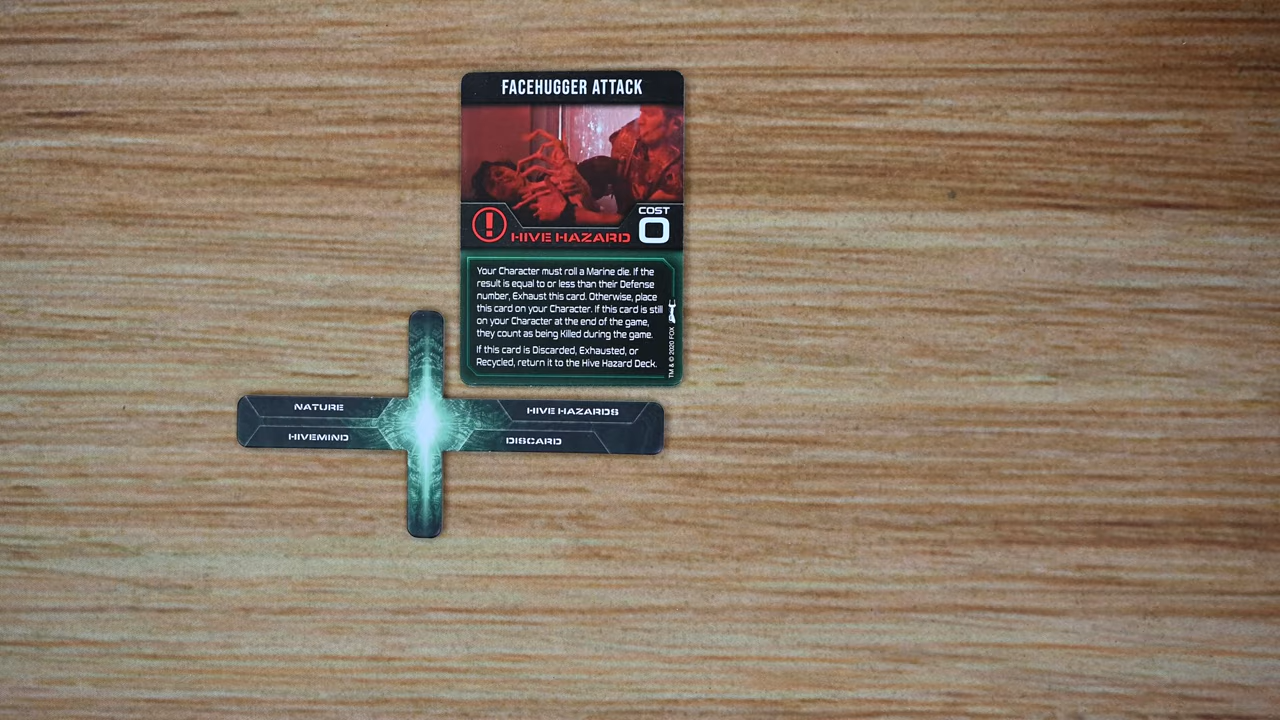 FACEHUGGER ATTACK
COST
0
HIVE HAZARD
Your Character must roll a Marine die. If the
result is equal to or less than their Defense
number, Exhaust this card. Otherwise, place
this card on your Character. If this card is still
on your Character at the end of the game,
they count as being Killed during the game.
If this card is Discarded, Exhausted, or
Recycled, return it to the Hive Hazard Deck.
TM & © 2020 FOX
NATURE
HIVE HAZARDS
HIVEMIND
DISCARD